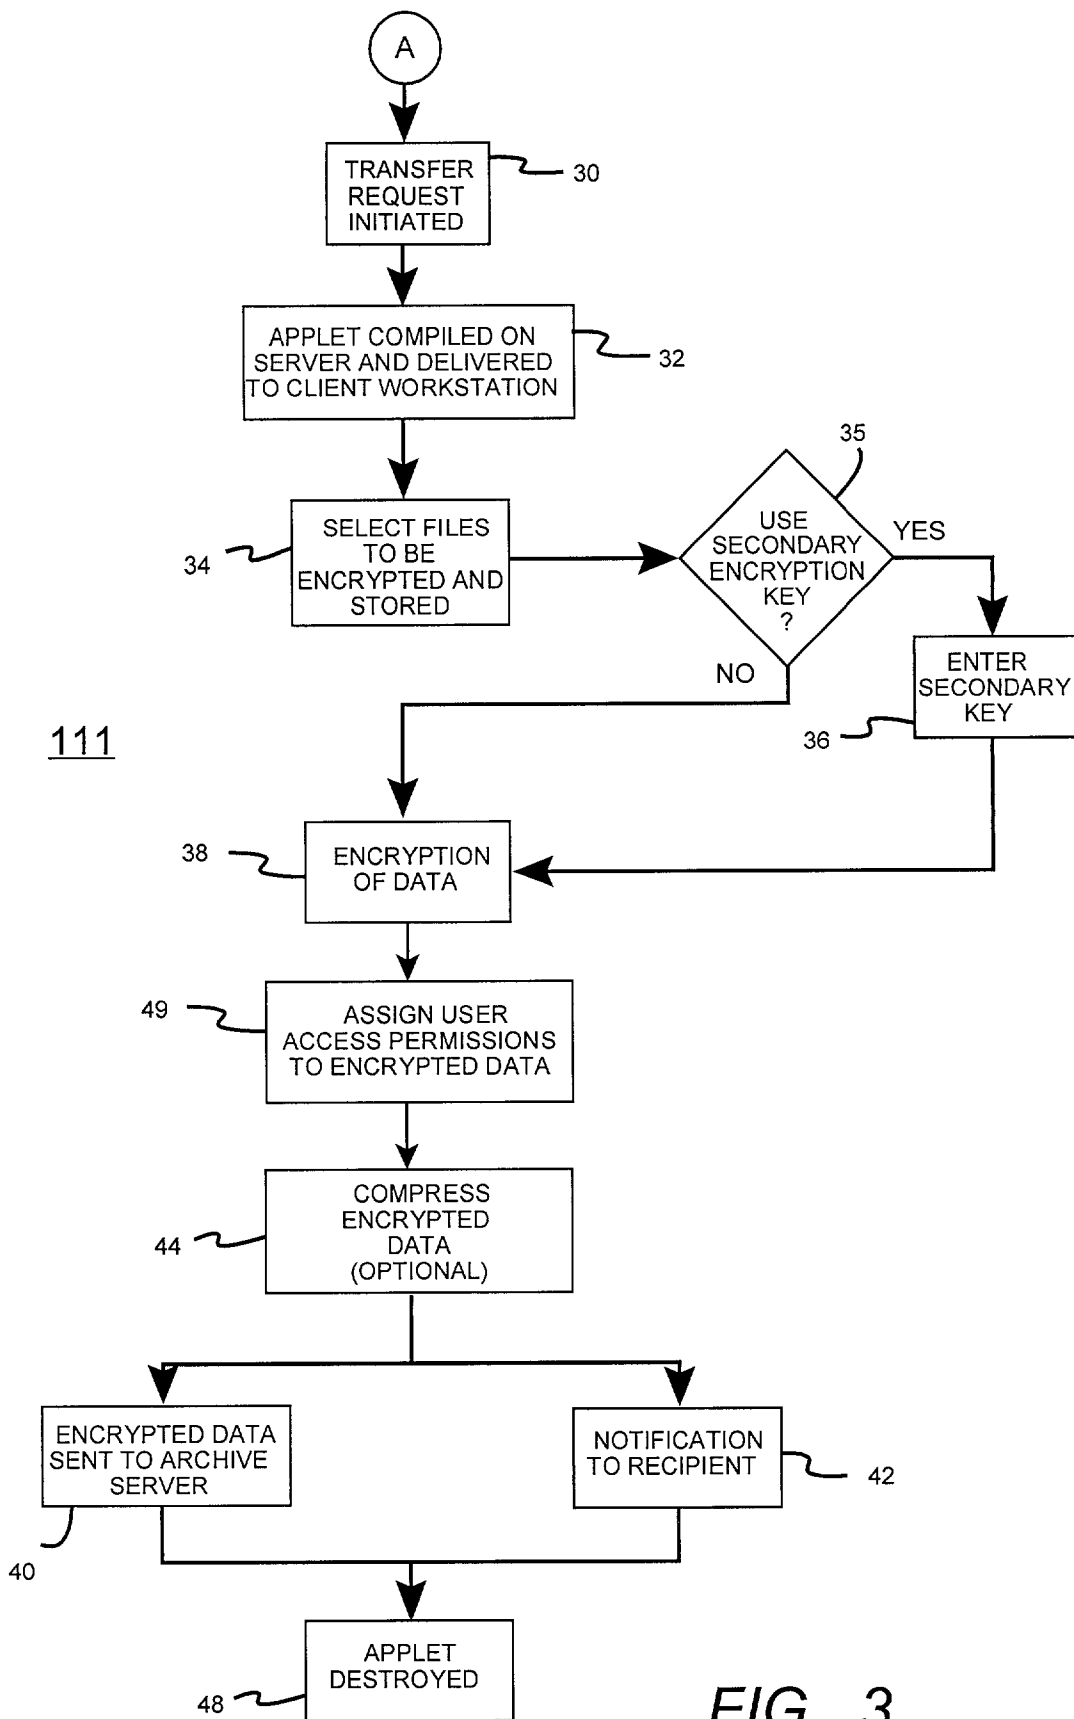 A
TRANSFER
REQUEST
INITIATED
30
APPLET COMPILED ON
SERVER AND DELIVERED
TO CLIENT WORKSTATION
32
35
SELECT FILES
TO BE
ENCRYPTED AND
STORED
34
USE
SECONDARY
ENCRYPTION
KEY
?
YES
NO
ENTER
SECONDARY
KEY
36
111
38
ENCRYPTION
OF DATA
49
ASSIGN USER
ACCESS PERMISSIONS
TO ENCRYPTED DATA
COMPRESS
ENCRYPTED
DATA
(OPTIONAL)
44
ENCRYPTED DATA
SENT TO ARCHIVE
SERVER
40
NOTIFICATION
TO RECIPIENT
42
APPLET
DESTROYED
48
FIG. 3